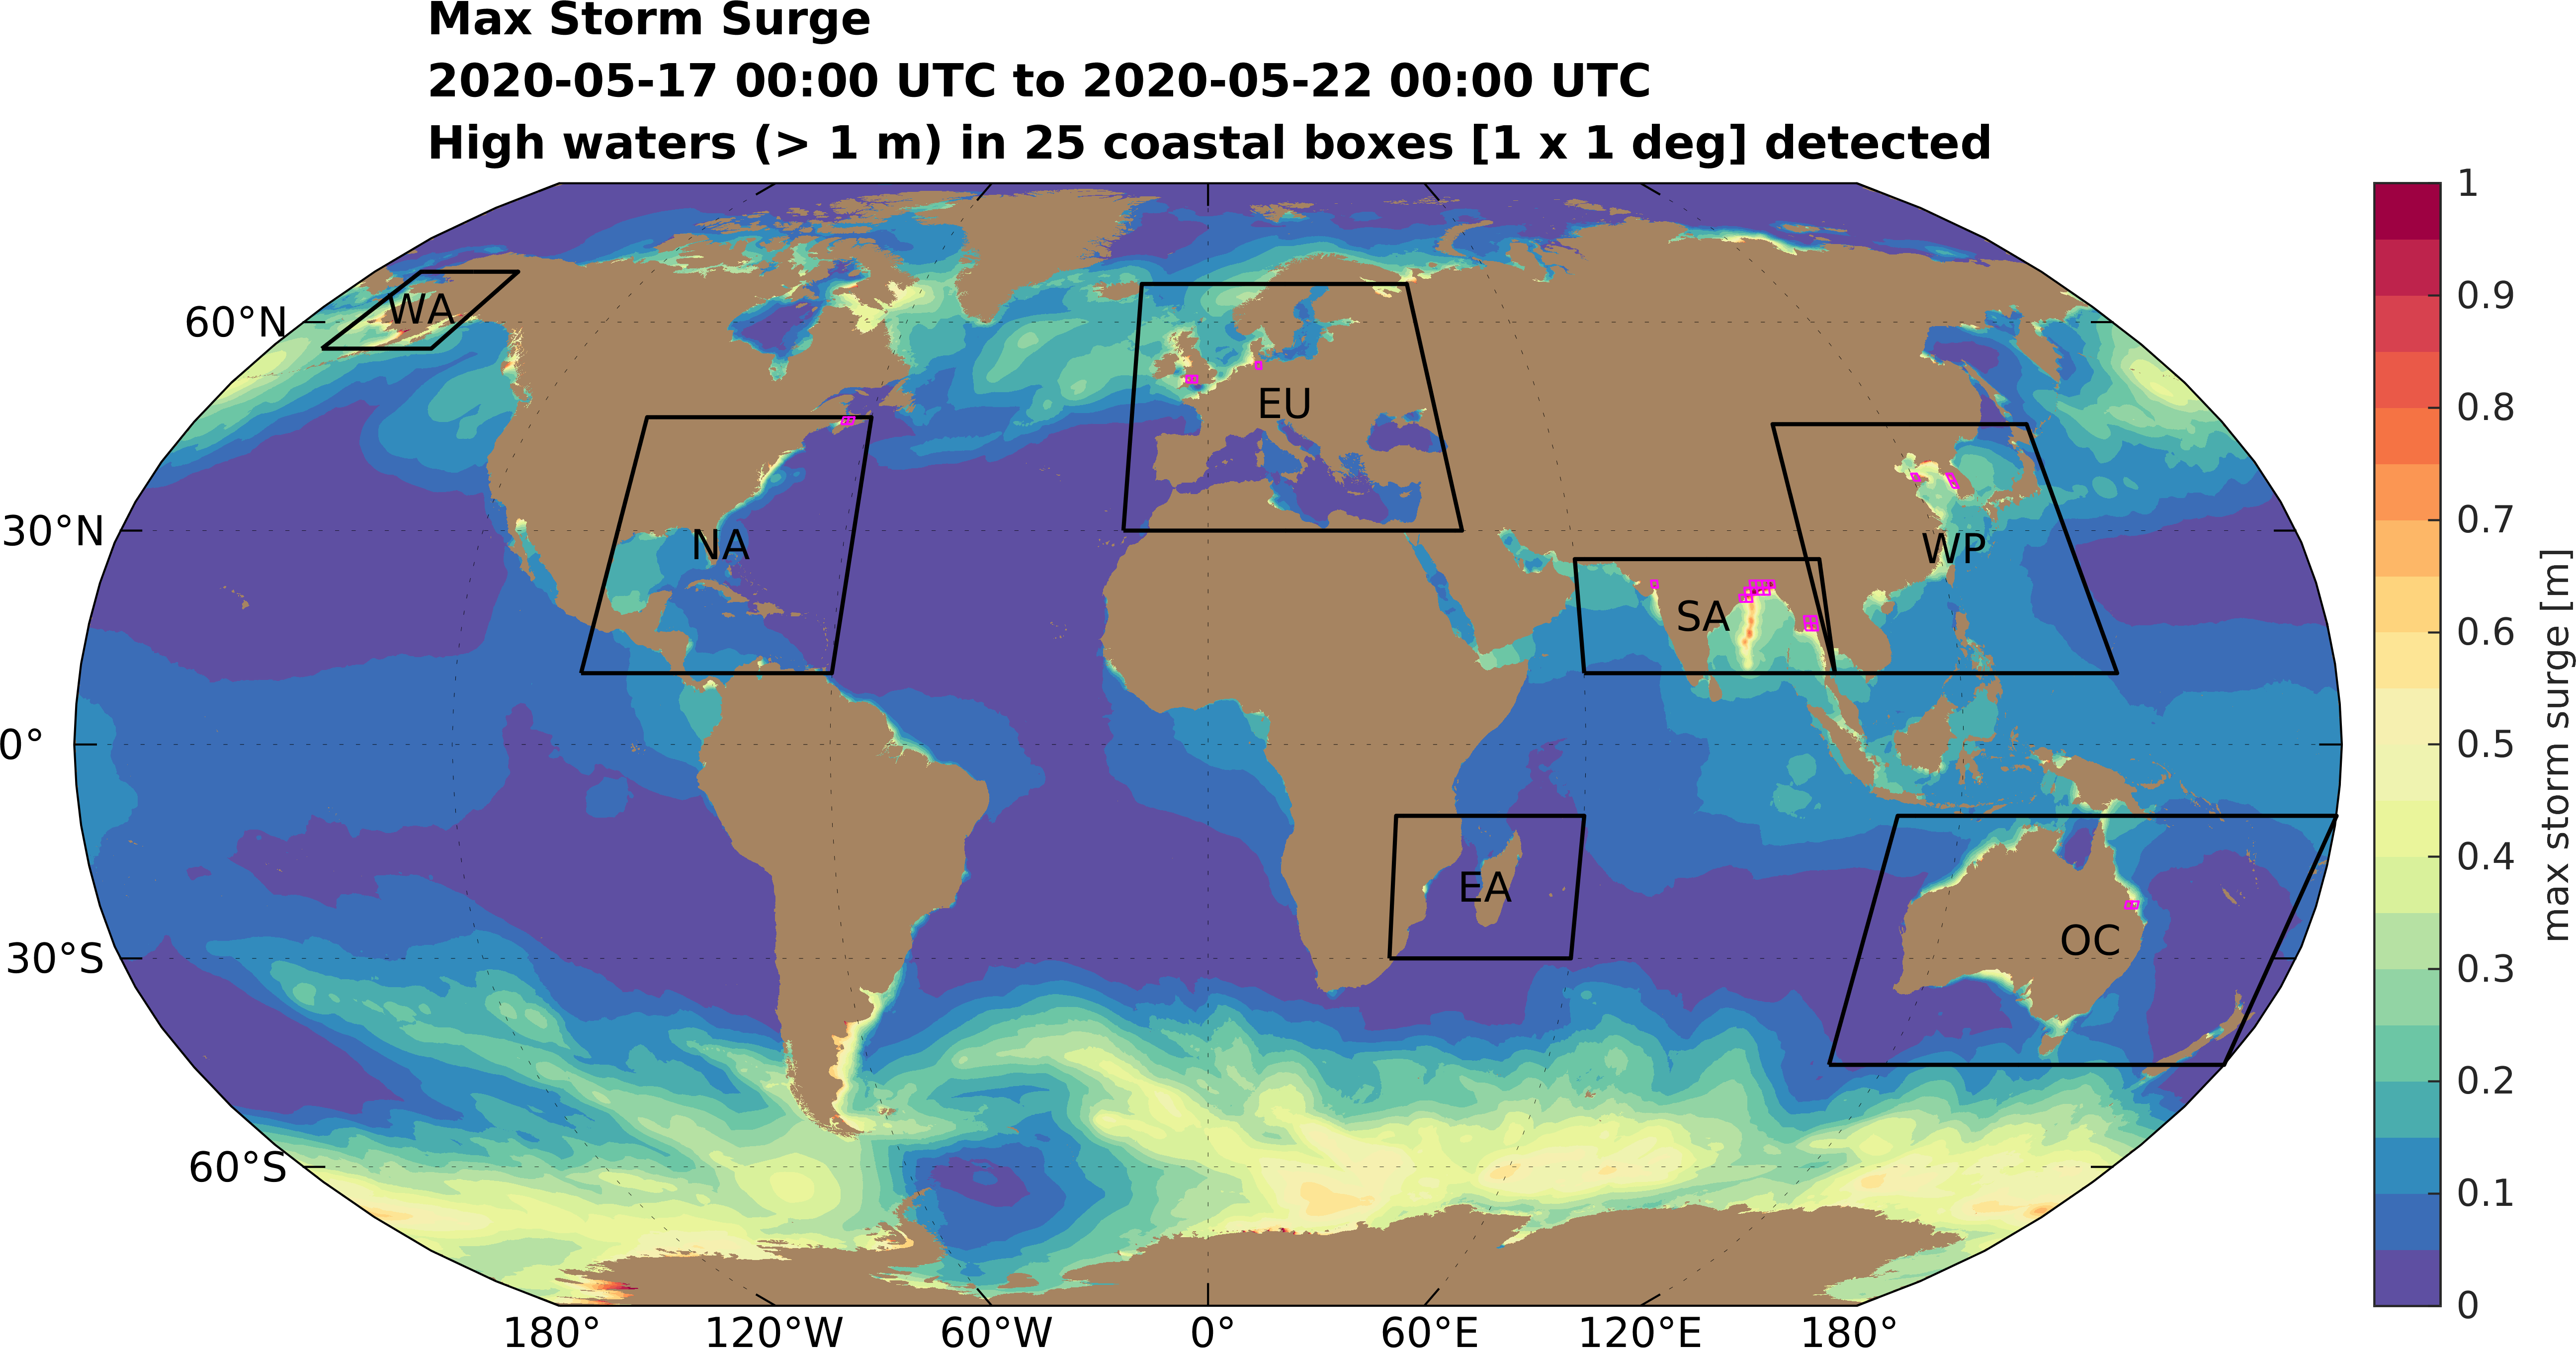 Max Storm Surge
2020-05-17 00:00 UTC to 2020-05-22 00:00 UTC
High waters (> 1 m) in 25 coastal boxes [1 x 1 deg] detected
60°N
30°N
0°
30°S
60°S
WA
NA
EU
SA
WP
EA
OC
180°
120°W
60°W
0°
60°E
120°E
180°
1
0.9
0.8
0.7
0.6
0.5
0.4
0.3
0.2
0.1
0
max storm surge [m]